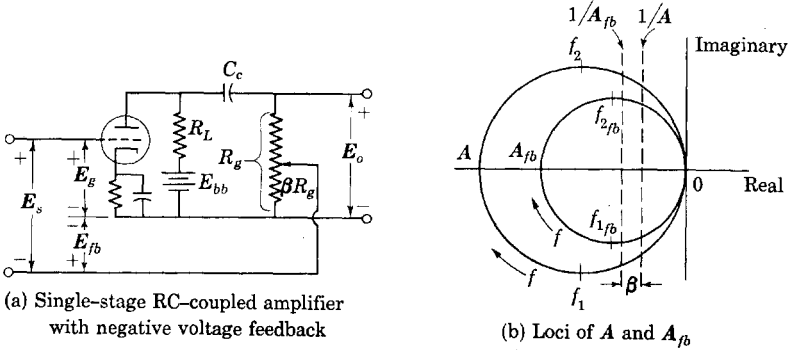 C_c
R_L
R_g
E_g
E_s
E_bb
βR_g
E_o
E_fb
+
+
+
−
−
−
−
+
(a) Single-stage RC-coupled amplifier
with negative voltage feedback
1/A_fb
1/A
f_2
Imaginary
f_2fb
A
A_fb
0
Real
f_1fb
f
f
β
f_1
(b) Loci of A and A_fb